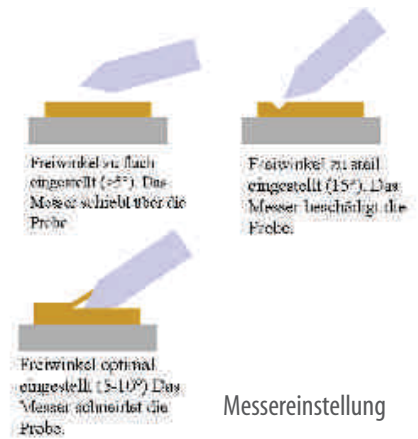 Freiwinkel zu flach
eingestellt (>5°). Das
Messer schiebt über die
Probe
Freiwinkel zu steil
eingestellt (15°). Das
Messer beschädigt die
Probe.
Freiwinkel optimal
eingestellt (5-10°) Das
Messer schneidet die
Probe.
Messereinstellung